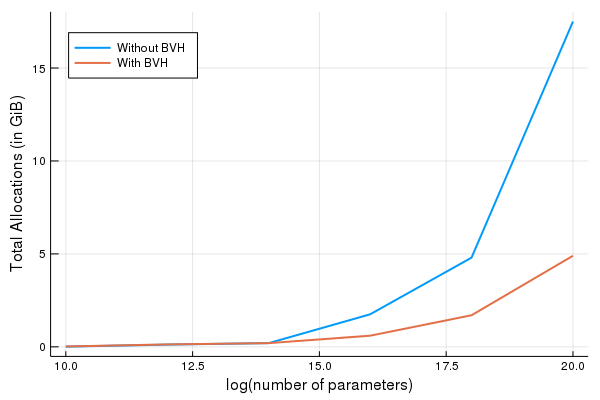 Without BVH
With BVH
Total Allocations (in GiB)
15
10
5
0
10.0 12.5 15.0 17.5 20.0
log(number of parameters)